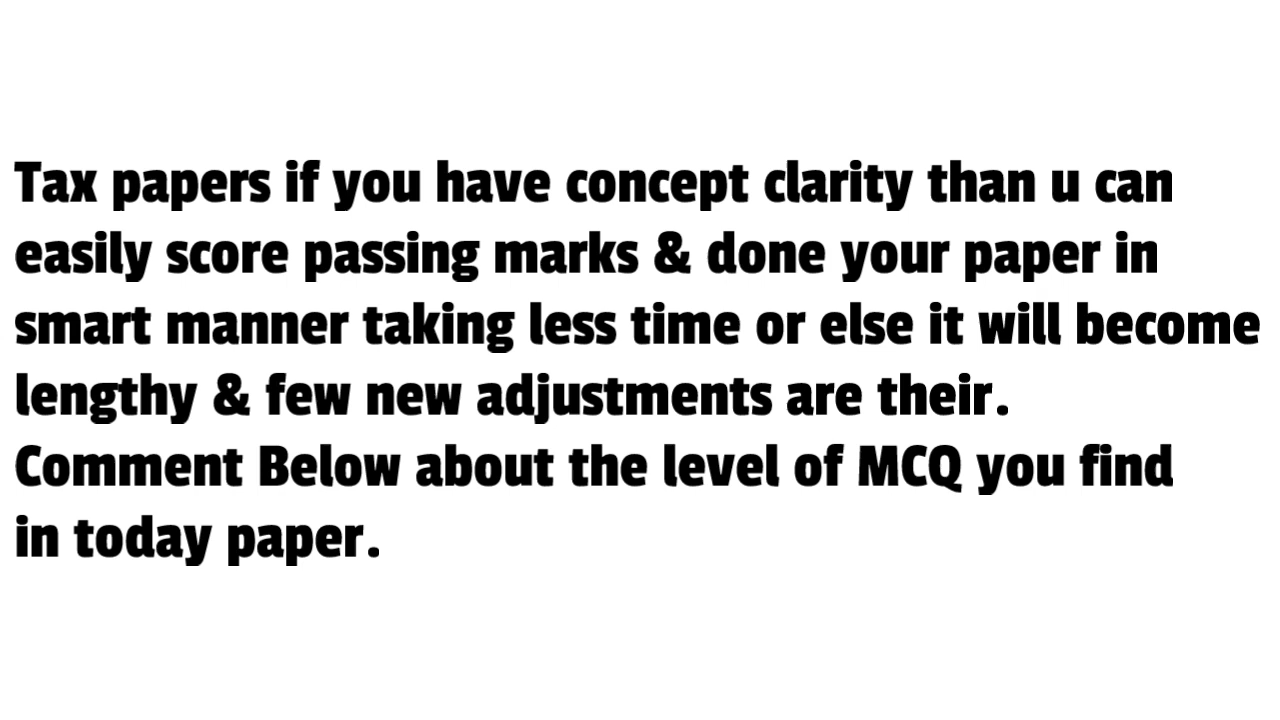 Tax papers if you have concept clarity than u can
easily score passing marks & done your paper in
smart manner taking less time or else it will become
lengthy & few new adjustments are their.
Comment Below about the level of MCQ you find
in today paper.